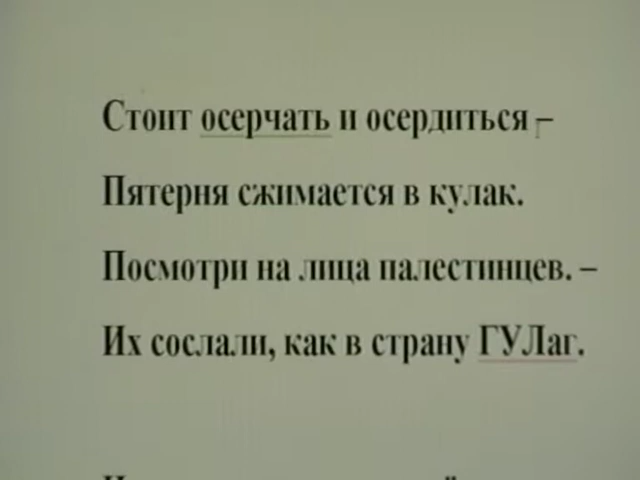 Стоит осерчать и осердиться –
Пятерня сжимается в кулак.
Посмотри на лица палестинцев. –
Их сослали, как в страну ГУЛаг.